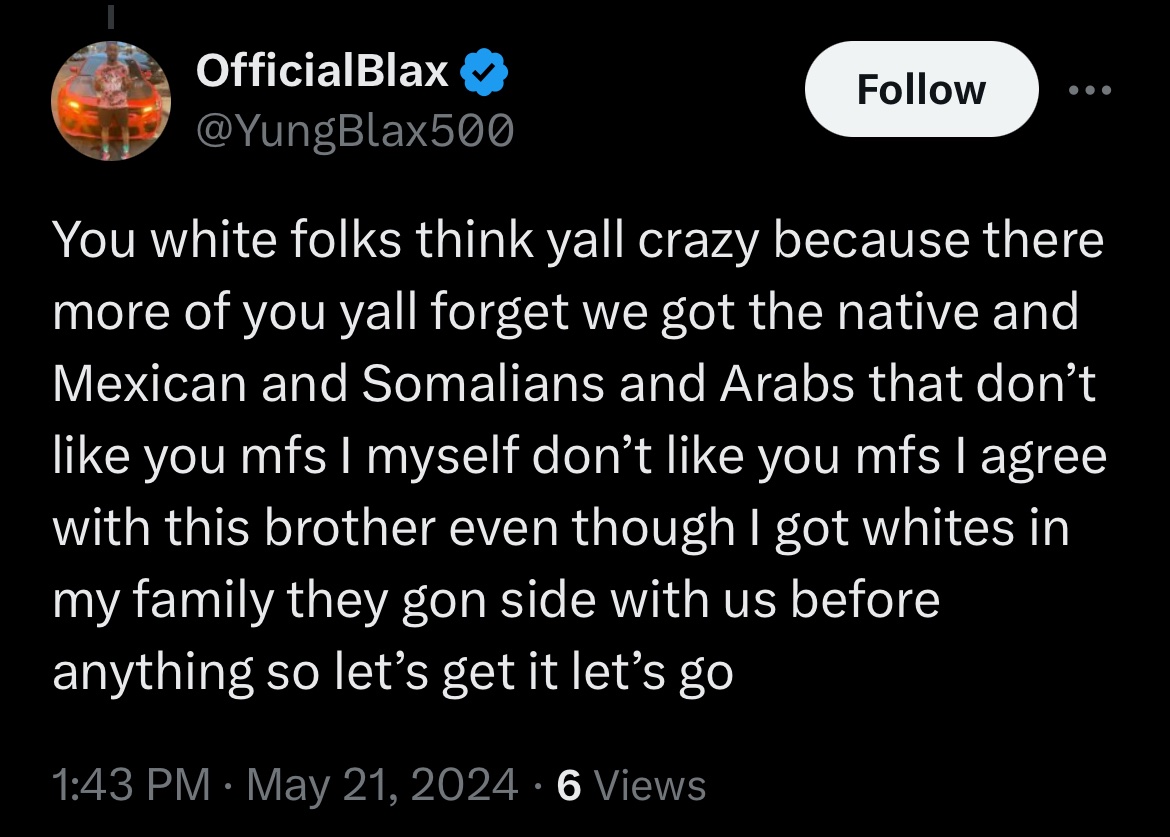 OfficialBlax
@YungBlax500
Follow
You white folks think yall crazy because there
more of you yall forget we got the native and
Mexican and Somalians and Arabs that don’t
like you mfs I myself don’t like you mfs I agree
with this brother even though I got whites in
my family they gon side with us before
anything so let’s get it let’s go
1:43 PM · May 21, 2024 · 6 Views